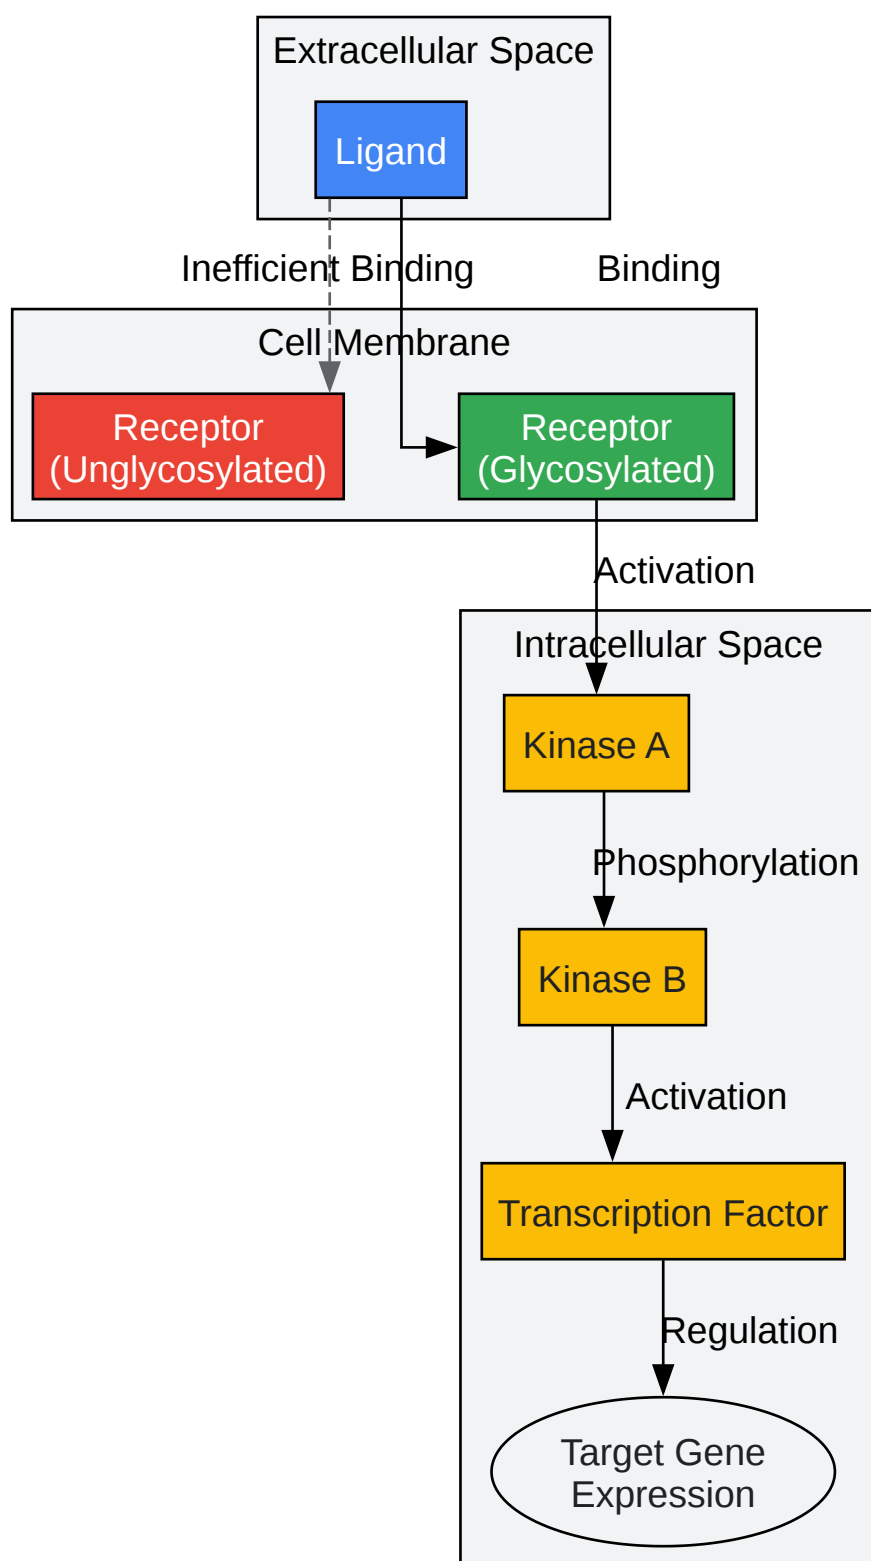 Extracellular Space
Ligand
Inefficient Binding
Binding
Cell Membrane
Receptor
(Unglycosylated)
Receptor
(Glycosylated)
Activation
Intracellular Space
Kinase A
Phosphorylation
Kinase B
Activation
Transcription Factor
Regulation
Target Gene
Expression